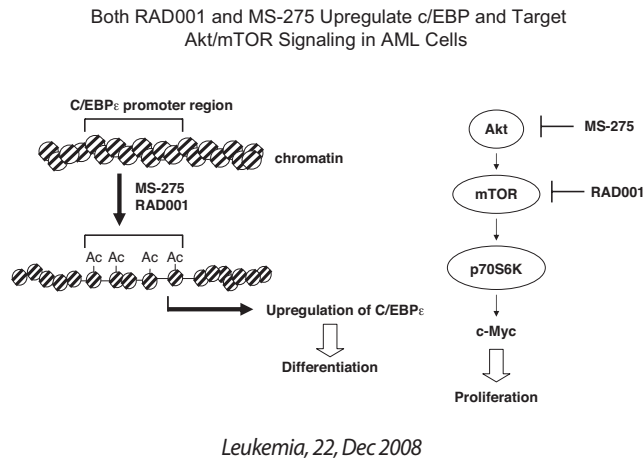 Both RAD001 and MS-275 Upregulate c/EBP and Target
Akt/mTOR Signaling in AML Cells
C/EBPε promoter region
chromatin
MS-275
RAD001
Ac Ac Ac Ac
Upregulation of C/EBPε
Differentiation
Akt
MS-275
mTOR
RAD001
p70S6K
c-Myc
Proliferation
Leukemia, 22, Dec 2008